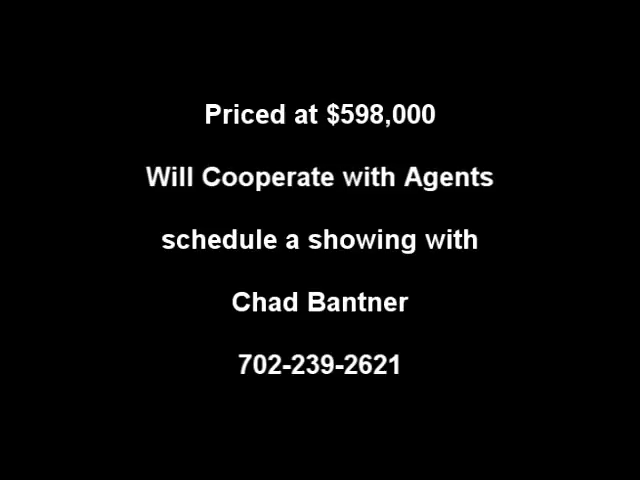 Priced at $598,000
Will Cooperate with Agents
schedule a showing with
Chad Bantner
702-239-2621